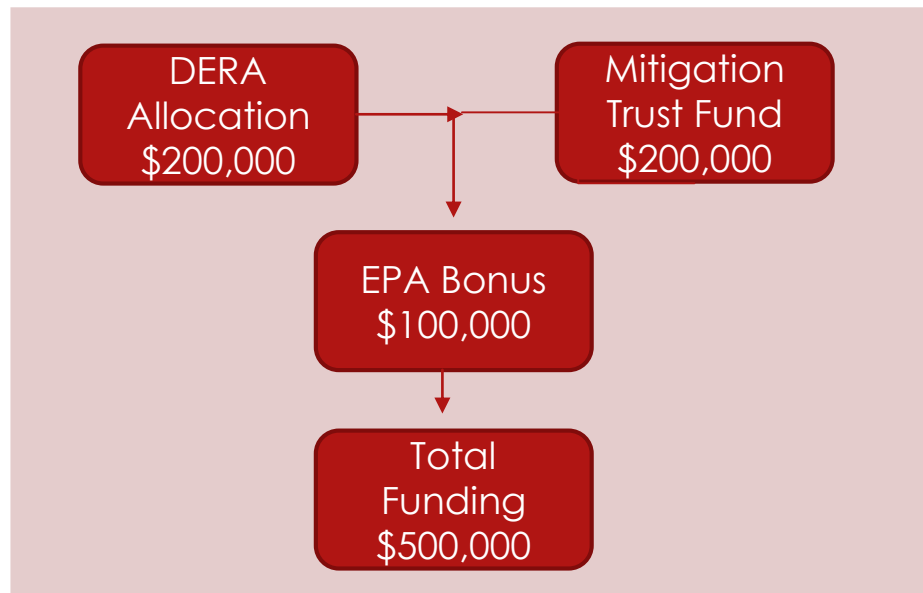 DERA
Allocation
$200,000
Mitigation
Trust Fund
$200,000
EPA Bonus
$100,000
Total
Funding
$500,000